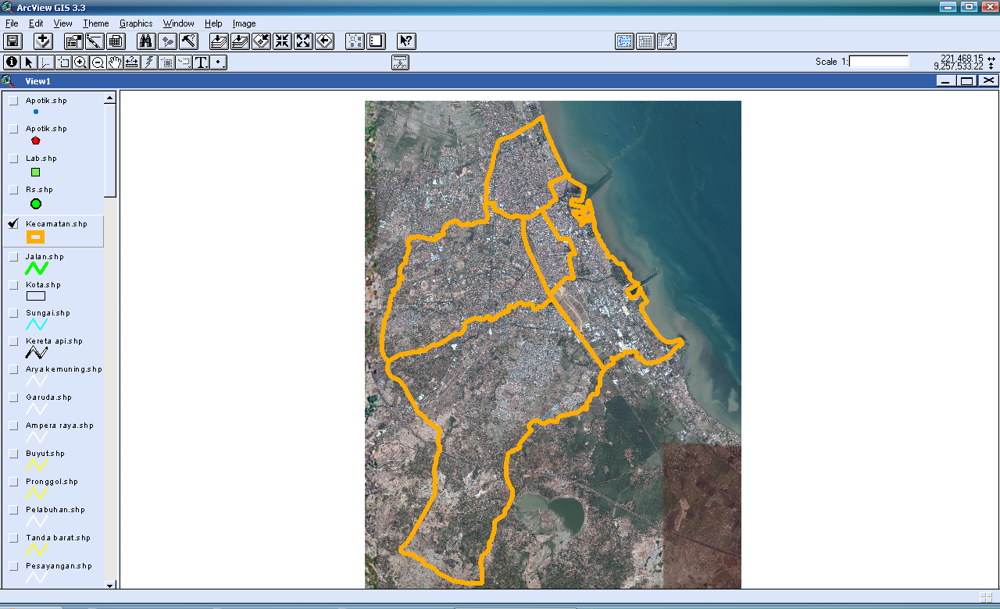 ArcView GIS 3.3
File Edit View Theme Graphics Window Help Image
Scale 1:
221,468.15
9,257,533.22
View1
Apotik.shp
Apotik.shp
Lab.shp
Rs.shp
Kecamatan.shp
Jalan.shp
Kota.shp
Sungai.shp
Kereta api.shp
Arya kemuning.shp
Garuda.shp
Ampera raya.shp
Buyut.shp
Pronggol.shp
Pelabuhan.shp
Tanda barat.shp
Pesayangan.shp